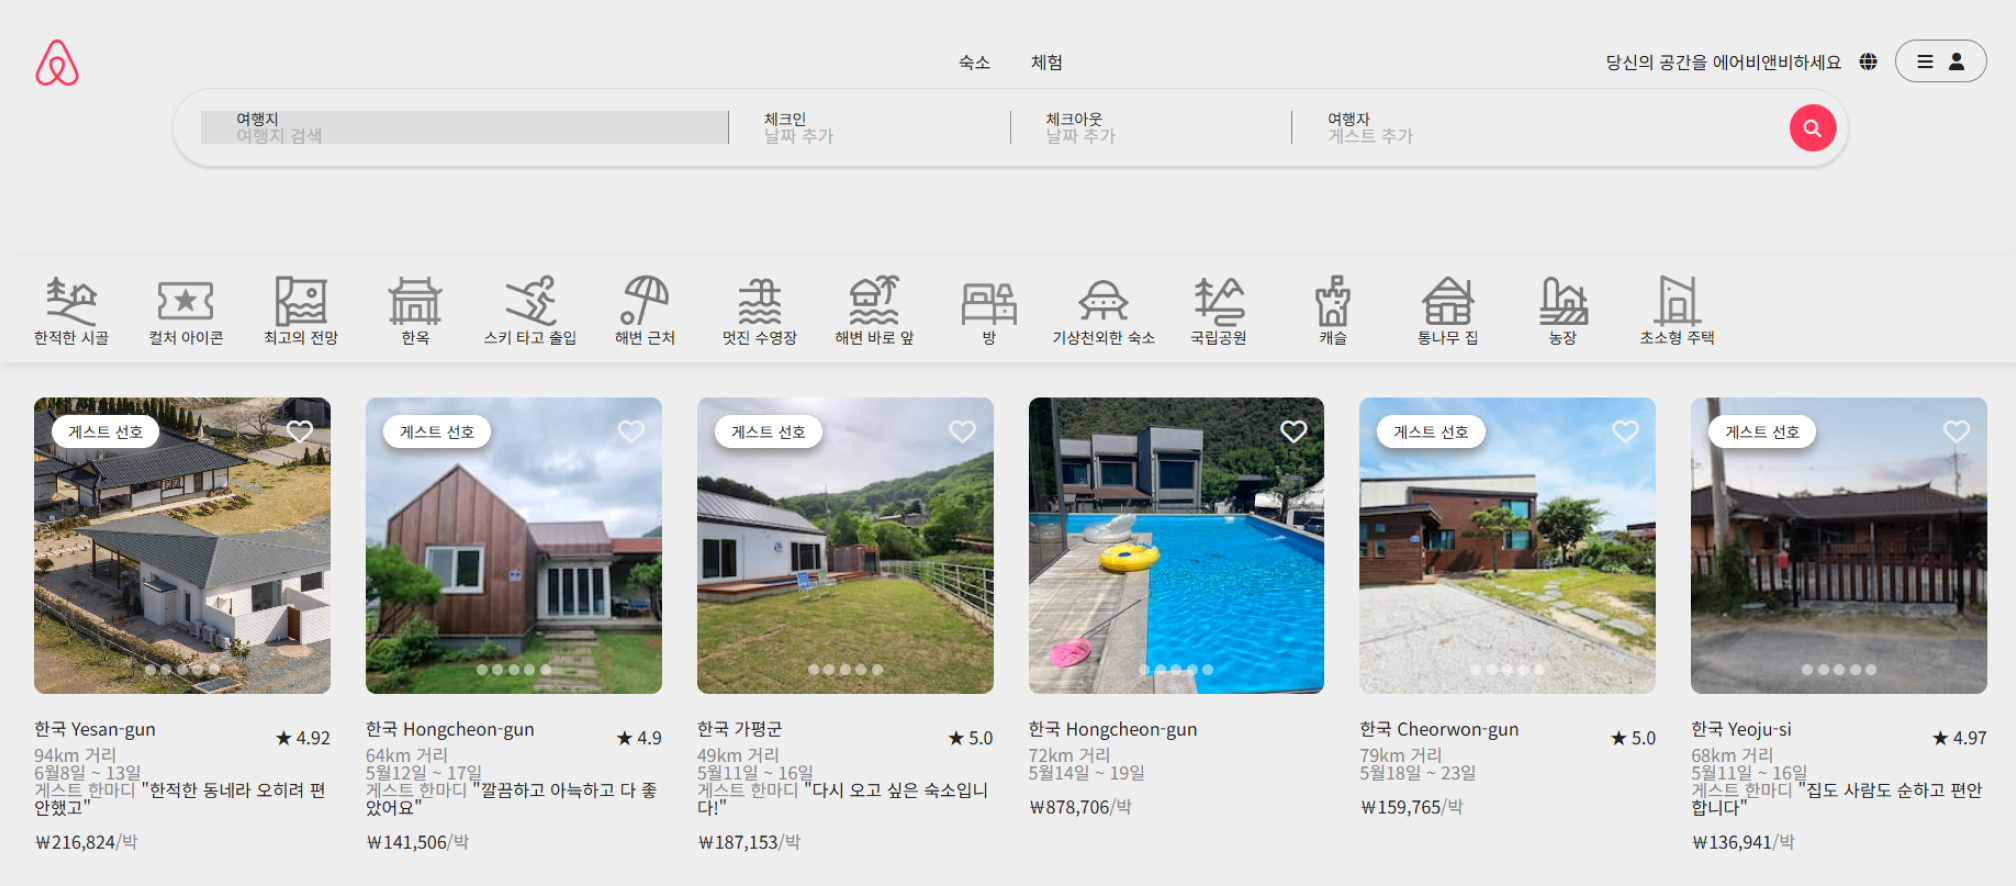 숙소 체험 당신의 공간을 에어비앤비하세요
여행지 체크인 체크아웃 여행자
여행지 검색 날짜 추가 날짜 추가 게스트 추가
한적한 시골 컬처 아이콘 최고의 전망 한옥 스키 타고 출입 해변 근처 멋진 수영장 해변 바로 앞 방 기상천외한 숙소 국립공원 캐슬 통나무 집 농장 초소형 주택
게스트 선호
한국 Yesan-gun
★ 4.92
94km 거리
6월8일 ~ 13일
게스트 한마디 "한적한 동네라 오히려 편
안했고"
₩216,824/박
게스트 선호
한국 Hongcheon-gun
★ 4.9
64km 거리
5월12일 ~ 17일
게스트 한마디 "깔끔하고 아늑하고 다 좋
았어요"
₩141,506/박
게스트 선호
한국 가평군
★ 5.0
49km 거리
5월11일 ~ 16일
게스트 한마디 "다시 오고 싶은 숙소입니
다!"
₩187,153/박
한국 Hongcheon-gun
72km 거리
5월14일 ~ 19일
₩878,706/박
게스트 선호
한국 Cheorwon-gun
★ 5.0
79km 거리
5월18일 ~ 23일
₩159,765/박
게스트 선호
한국 Yeoju-si
★ 4.97
68km 거리
5월11일 ~ 16일
게스트 한마디 "집도 사람도 순하고 편안
합니다"
₩136,941/박